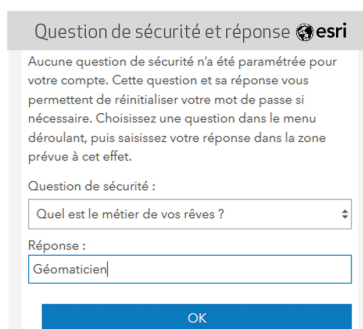 Question de sécurité et réponse esri
Aucune question de sécurité n'a été paramétrée pour
votre compte. Cette question et sa réponse vous
permettent de réinitialiser votre mot de passe si
nécessaire. Choisissez une question dans le menu
déroulant, puis saisissez votre réponse dans la zone
prévue à cet effet.
Question de sécurité :
Quel est le métier de vos rêves ?
Réponse :
Géomaticien
OK